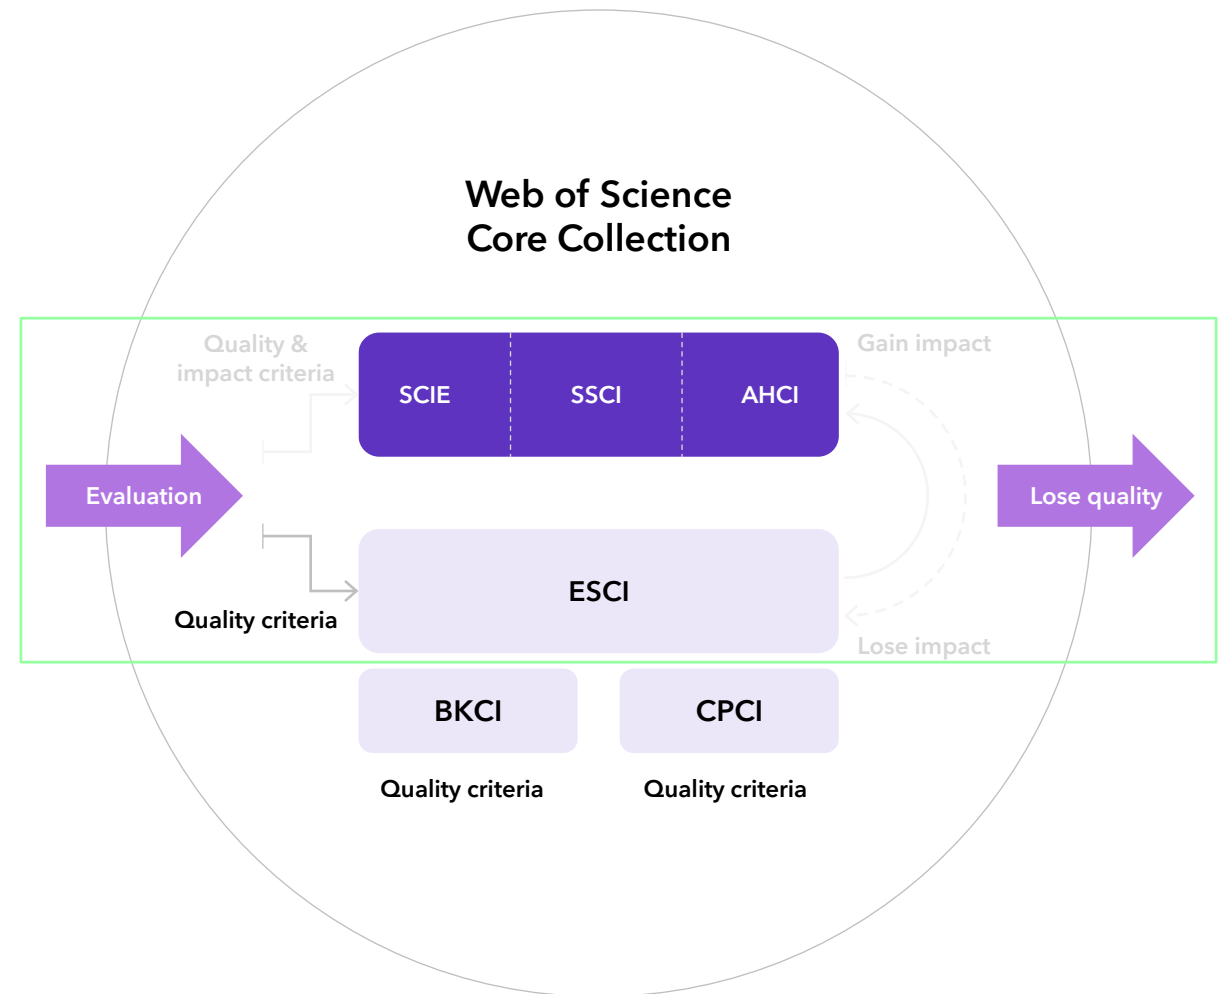 Web of Science
Core Collection
Quality &
impact criteria
Gain impact
SCIE
SSCI
AHCI
Evaluation
Lose quality
ESCI
Quality criteria
Lose impact
BKCI
CPCI
Quality criteria
Quality criteria